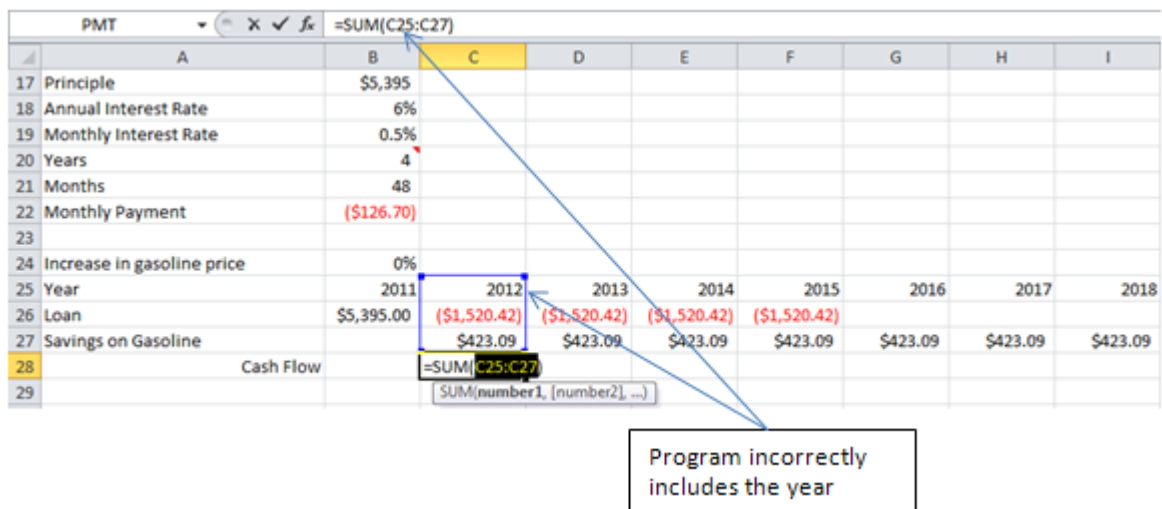 PMT fx =SUM(C25:C27)
A B C D E F G H I
17 Principle $5,395
18 Annual Interest Rate 6%
19 Monthly Interest Rate 0.5%
20 Years 4
21 Months 48
22 Monthly Payment ($126.70)
23
24 Increase in gasoline price 0%
25 Year 2011 2012 2013 2014 2015 2016 2017 2018
26 Loan $5,395.00 ($1,520.42) ($1,520.42) ($1,520.42) ($1,520.42)
27 Savings on Gasoline $423.09 $423.09 $423.09 $423.09 $423.09 $423.09 $423.09
28 Cash Flow =SUM(C25:C27)
29 SUM(number1, [number2], ...)
Program incorrectly
includes the year